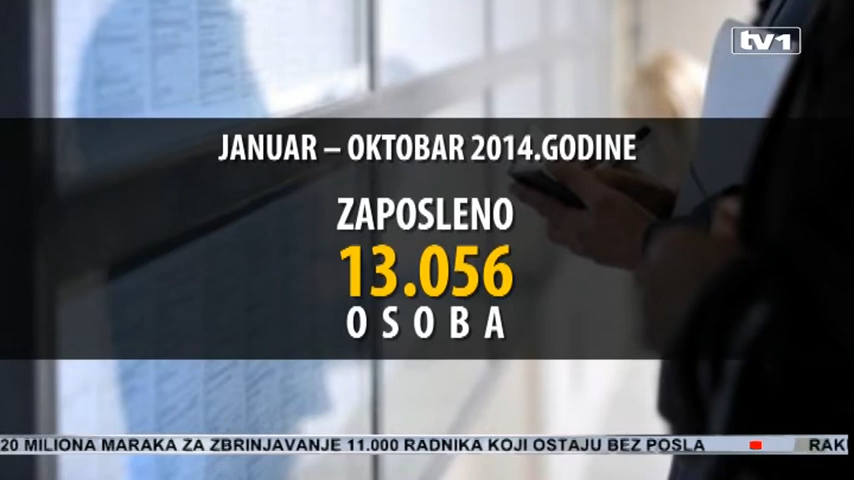 tv1
JANUAR – OKTOBAR 2014.GODINE
ZAPOSLENO
13.056
OSOBA
20 MILIONA MARAKA ZA ZBRINJAVANJE 11.000 RADNIKA KOJI OSTAJU BEZ POSLA RAK